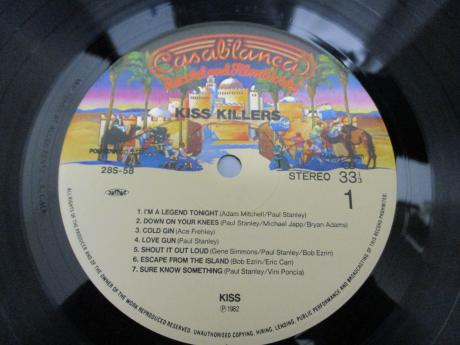 Casablanca
Record and FilmWorks
KISS KILLERS
28S-58
STEREO 33 1/3
1
1. I'M A LEGEND TONIGHT (Adam Mitchell/Paul Stanley)
2. DOWN ON YOUR KNEES (Paul Stanley/Michael Japp/Bryan Adams)
3. COLD GIN (Ace Frehley)
4. LOVE GUN (Paul Stanley)
5. SHOUT IT OUT LOUD (Gene Simmons/Paul Stanley/Bob Ezrin)
6. ESCAPE FROM THE ISLAND (Bob Ezrin/Eric Carr)
7. SURE KNOW SOMETHING (Paul Stanley/Vini Poncia)
KISS
℗1982
ALL RIGHTS OF THE PRODUCER AND OF THE OWNER OF THE WORK REPRODUCED RESERVED. UNAUTHORISED COPYING, HIRING, LENDING, PUBLIC PERFORMANCE AND BROADCASTING OF THIS RECORD PROHIBITED.